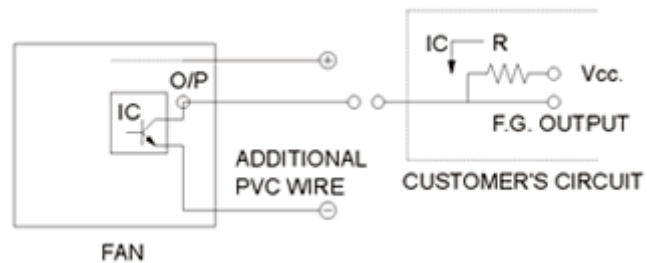 IC R
Vcc.
O/P
IC
F.G. OUTPUT
ADDITIONAL
PVC WIRE
CUSTOMER'S CIRCUIT
FAN